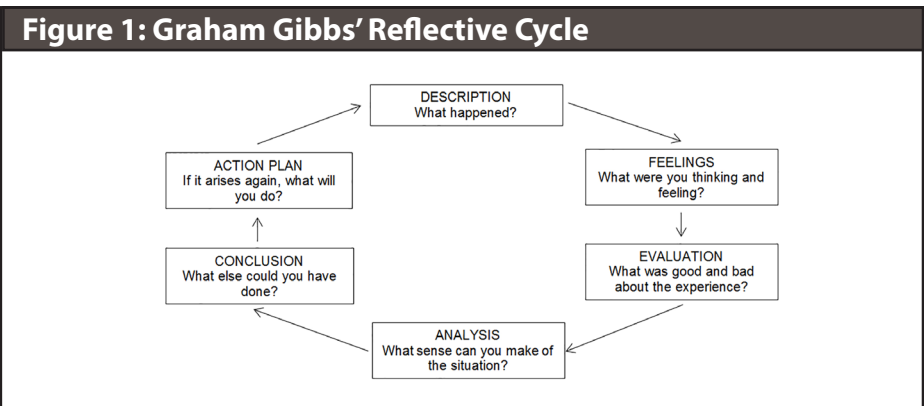 Figure 1: Graham Gibbs’ Reflective Cycle
DESCRIPTION
What happened?
FEELINGS
What were you thinking and
feeling?
EVALUATION
What was good and bad
about the experience?
ANALYSIS
What sense can you make of
the situation?
CONCLUSION
What else could you have
done?
ACTION PLAN
If it arises again, what will
you do?